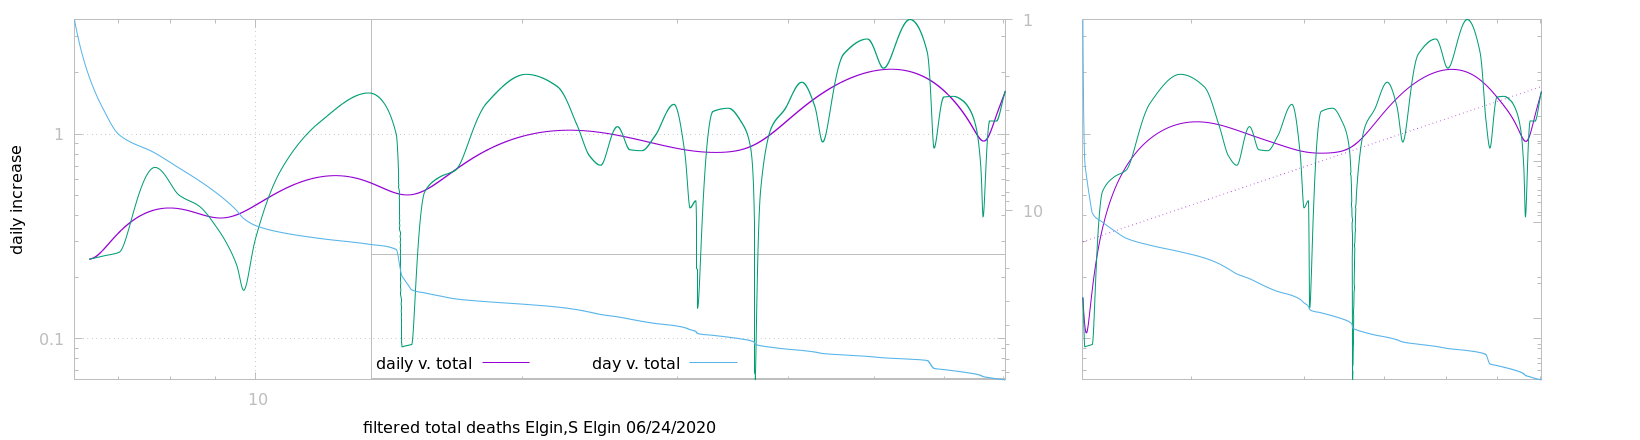 1
1
daily increase
10
0.1
daily v. total
day v. total
10
filtered total deaths Elgin,S Elgin 06/24/2020